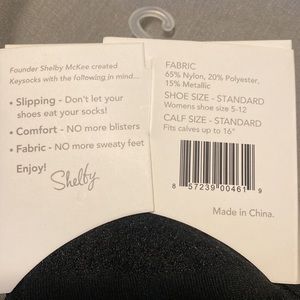 Founder Shelby McKee created
Keysocks with the following in mind...
• Slipping - Don't let your
shoes eat your socks!
• Comfort - NO more blisters
• Fabric - NO more sweaty feet
Enjoy!
Shelby
FABRIC
65% Nylon, 20% Polyester,
15% Metallic
SHOE SIZE - STANDARD
Womens shoe size 5-12
CALF SIZE - STANDARD
Fits calves up to 16"
8 57239 00461 9
Made in China.